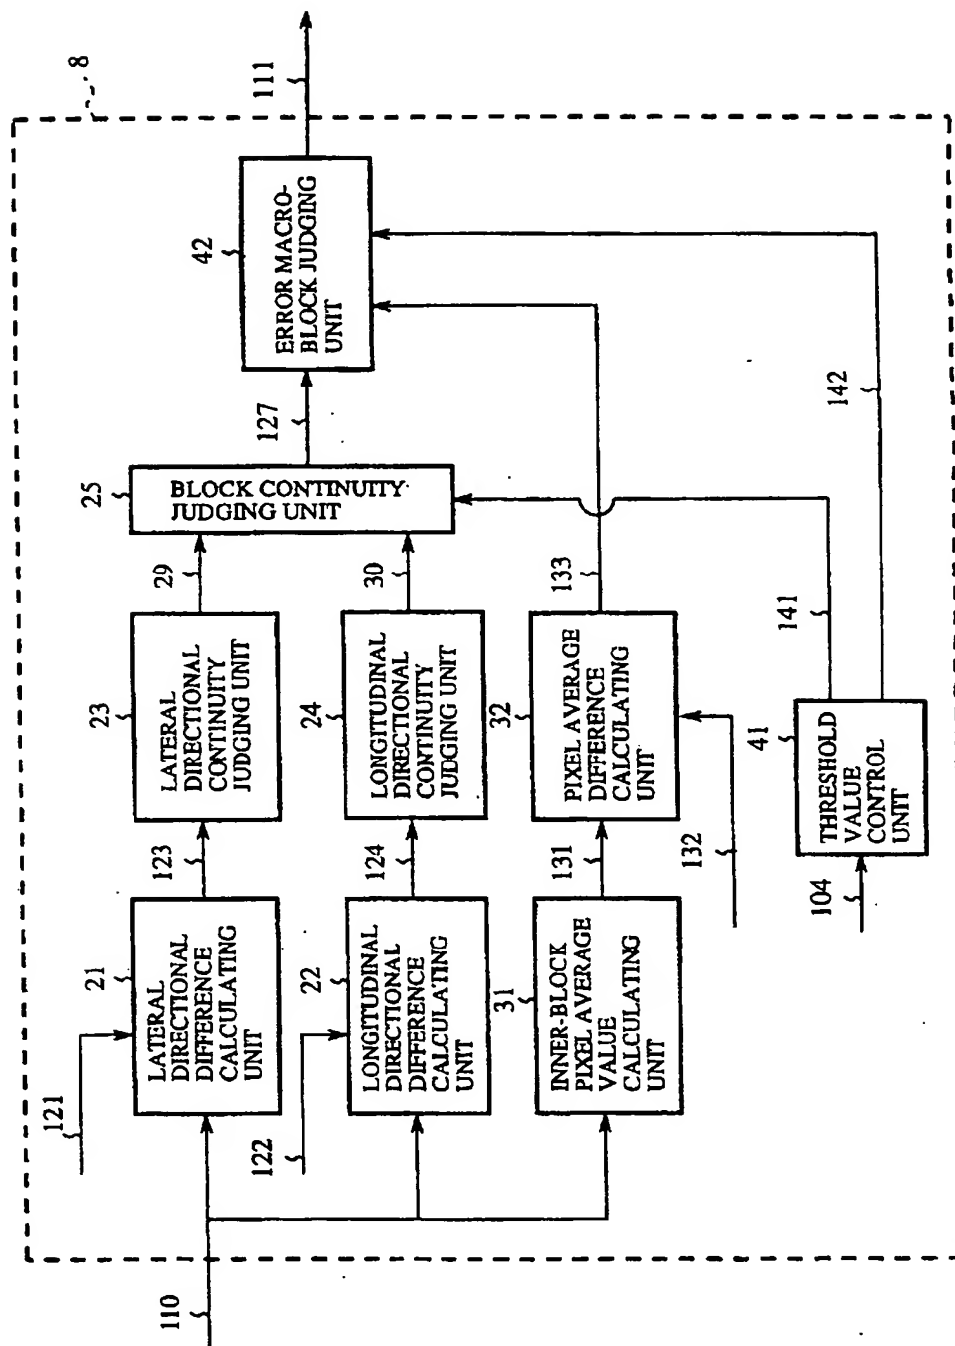 8
110
121
21
LATERAL
DIRECTIONAL
DIFFERENCE
CALCULATING
UNIT
123
23
LATERAL
DIRECTIONAL
CONTINUITY
JUDGING UNIT
29
25
BLOCK CONTINUITY
JUDGING UNIT
127
42
ERROR MACRO-
BLOCK JUDGING
UNIT
111
122
22
LONGITUDINAL
DIRECTIONAL
DIFFERENCE
CALCULATING
UNIT
124
24
LONGITUDINAL
DIRECTIONAL
CONTINUITY
JUDGING UNIT
30
31
INNER-BLOCK
PIXEL AVERAGE
VALUE
CALCULATING
UNIT
131
32
PIXEL AVERAGE
DIFFERENCE
CALCULATING
UNIT
133
132
104
41
THRESHOLD
VALUE
CONTROL
UNIT
141
142